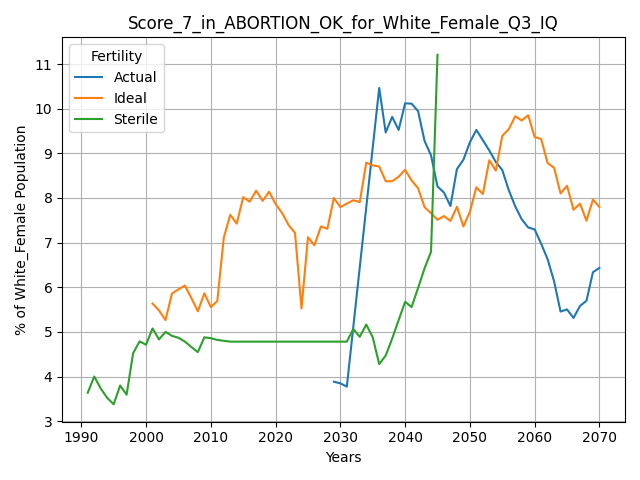 Score_7_in_ABORTION_OK_for_White_Female_Q3_IQ
Fertility
Actual
Ideal
Sterile
% of White_Female Population
11
10
9
8
7
6
5
4
3
1990 2000 2010 2020 2030 2040 2050 2060 2070
Years